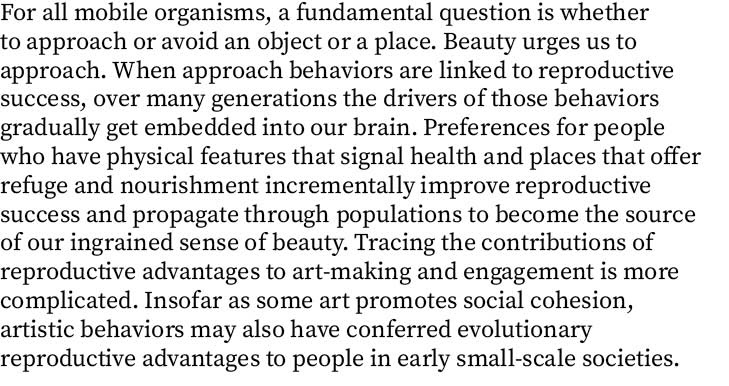 For all mobile organisms, a fundamental question is whether
to approach or avoid an object or a place. Beauty urges us to
approach. When approach behaviors are linked to reproductive
success, over many generations the drivers of those behaviors
gradually get embedded into our brain. Preferences for people
who have physical features that signal health and places that offer
refuge and nourishment incrementally improve reproductive
success and propagate through populations to become the source
of our ingrained sense of beauty. Tracing the contributions of
reproductive advantages to art-making and engagement is more
complicated. Insofar as some art promotes social cohesion,
artistic behaviors may also have conferred evolutionary
reproductive advantages to people in early small-scale societies.